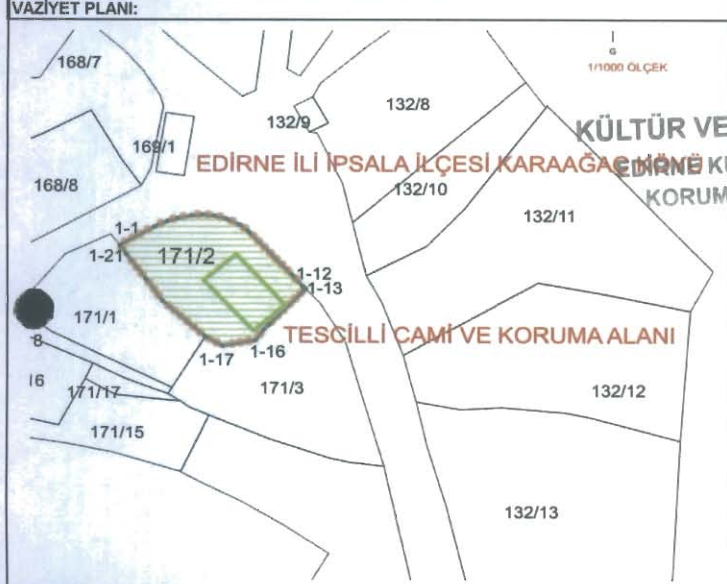 VAZİYET PLANI:
168/7
G
1/1000 ÖLÇEK
132/8
132/9
KÜLTÜR VE
169/1
EDİRNE İLİ İPSALA İLÇESİ KARAAĞAÇ KÖYÜ
EDİRNE KÜ
168/8
132/10
KORUM
132/11
1-1
1-21
171/2
1-12
1-13
171/1
TESCİLLİ CAMİ VE KORUMA ALANI
8
1-17
1-16
16
171/17
171/3
132/12
171/15
132/13